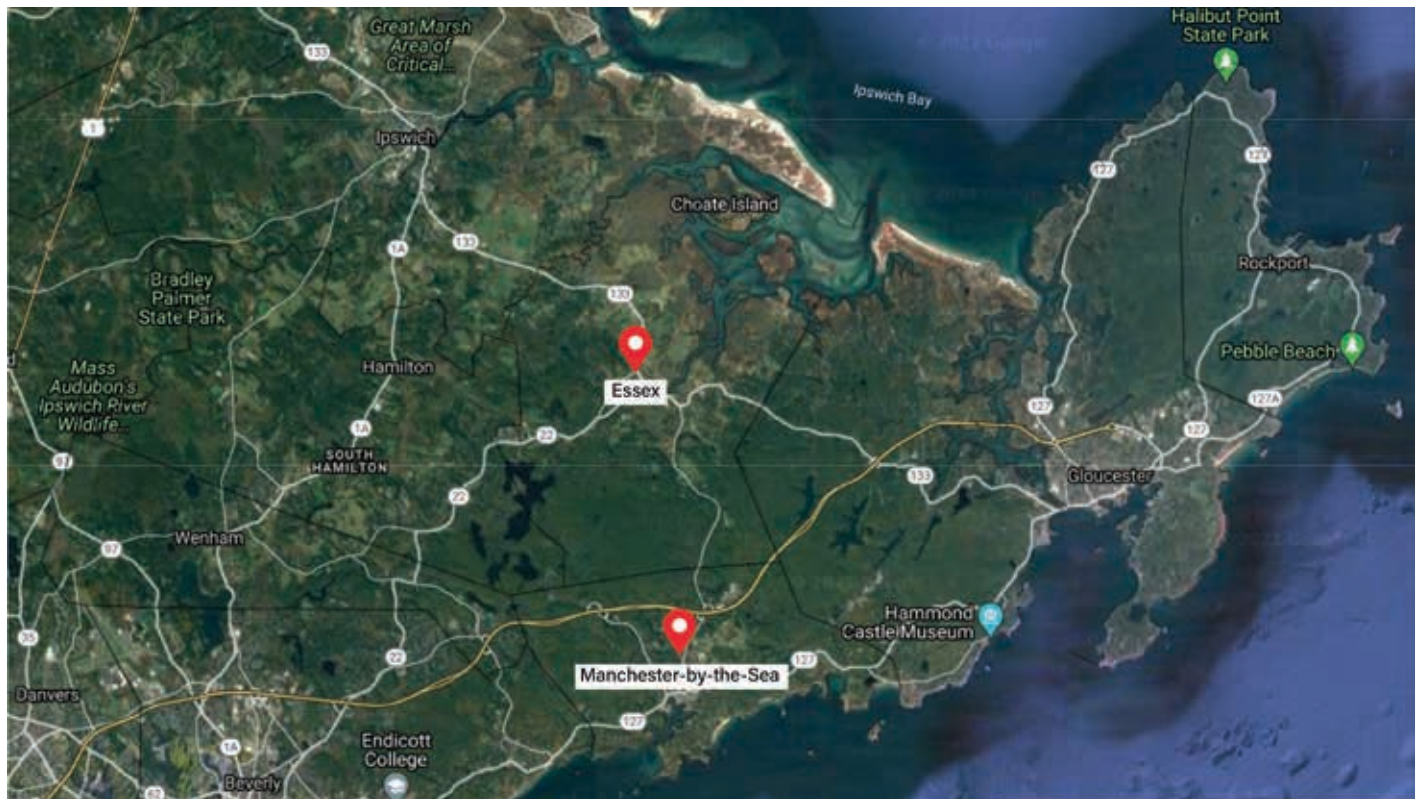 Great Marsh
Area of
Critical...
133
1
Ipswich
Halibut Point
State Park
Ipswich Bay
127
127
Choate Island
1A
133
Rockport
Bradley
Palmer
State Park
133
Pebble Beach
Mass
Audubon's
Ipswich River
Wildlife...
Hamilton
Essex
127
127A
1A
22
127
SOUTH
HAMILTON
97
Gloucester
133
22
Wenham
97
Hammond
Castle Museum
35
22
127
Manchester-by-the-Sea
Danvers
127
1A
Endicott
College
Beverly
62